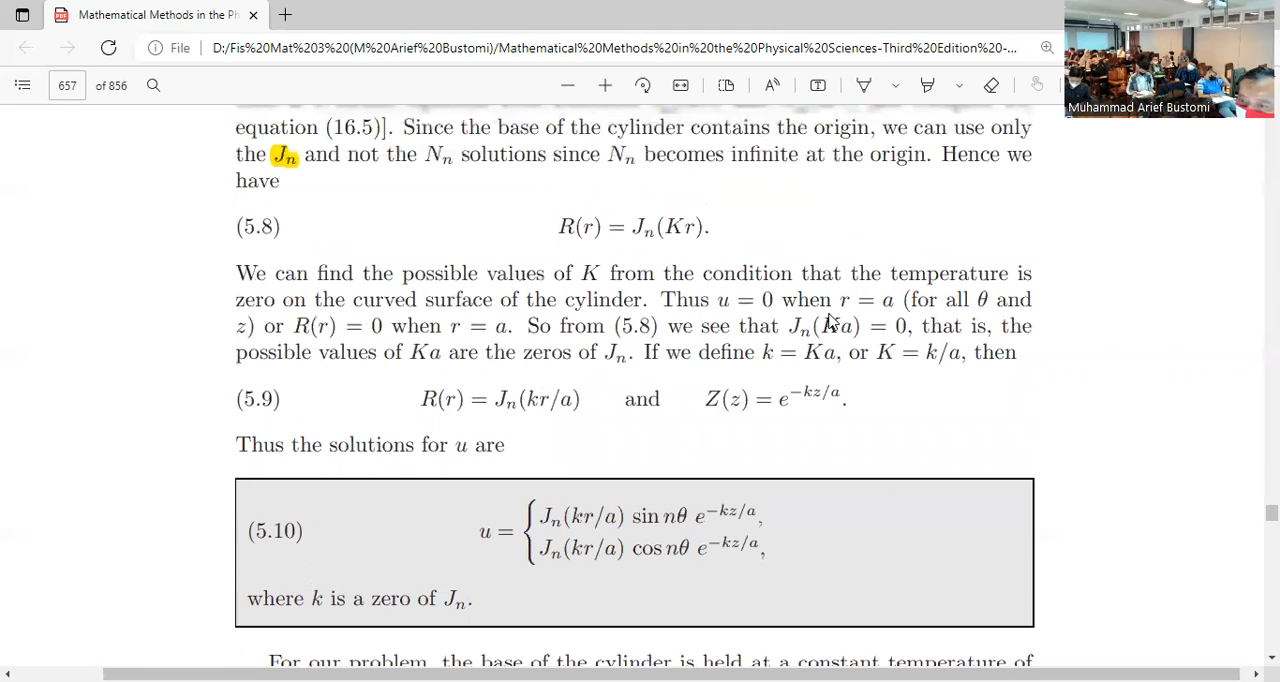 Mathematical Methods in the Ph
File
D:/Fis%20Mat%203%20(M%20Arief%20Bustomi)/Mathematical%20Methods%20in%20the%20Physical%20Sciences-Third%20Edition%20-...
657 of 856
Muhammad Arief Bustomi
equation (16.5)]. Since the base of the cylinder contains the origin, we can use only
the Jn and not the Nn solutions since Nn becomes infinite at the origin. Hence we
have
(5.8) R(r) = Jn(Kr).
We can find the possible values of K from the condition that the temperature is
zero on the curved surface of the cylinder. Thus u = 0 when r = a (for all θ and
z) or R(r) = 0 when r = a. So from (5.8) we see that Jn(Ka) = 0, that is, the
possible values of Ka are the zeros of Jn. If we define k = Ka, or K = k/a, then
(5.9) R(r) = Jn(kr/a) and Z(z) = e^{-kz/a}.
Thus the solutions for u are
(5.10) u = { Jn(kr/a) sin nθ e^{-kz/a},
Jn(kr/a) cos nθ e^{-kz/a},
where k is a zero of Jn.
For our problem, the base of the cylinder is held at a constant temperature of